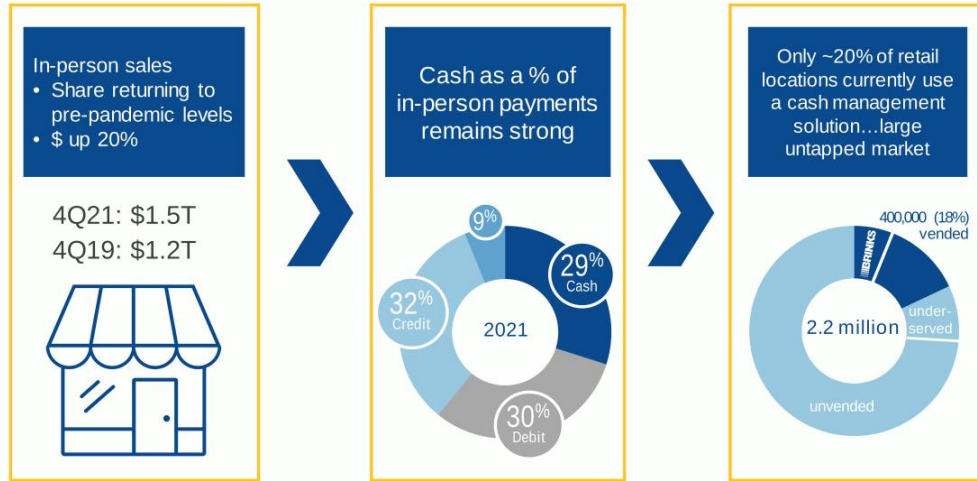 In-person sales
• Share returning to
pre-pandemic levels
• $ up 20%
4Q21: $1.5T
4Q19: $1.2T
Cash as a % of
in-person payments
remains strong
9%
29%
Cash
32%
Credit
2021
30%
Debit
Only ~20% of retail
locations currently use
a cash management
solution…large
untapped market
400,000 (18%)
vended
BRINKS
under-
served
2.2 million
unvended